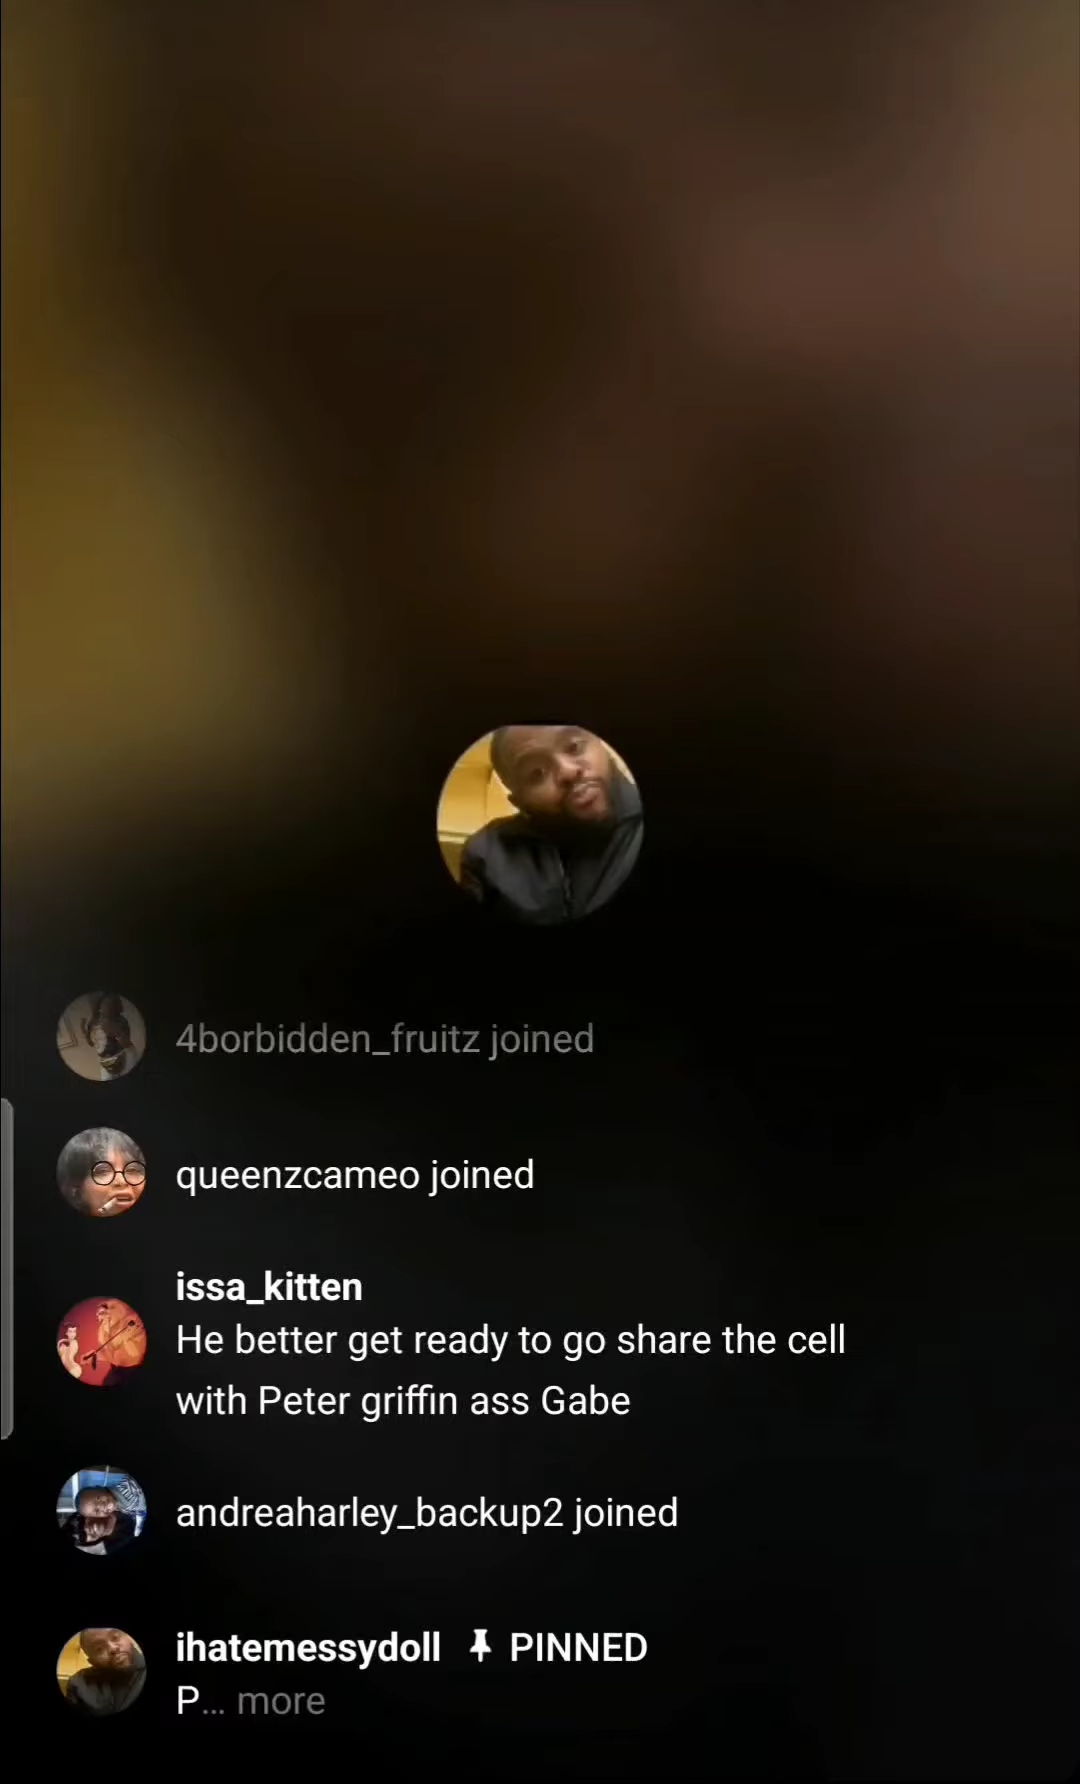 4borbidden_fruitz joined
queenzcameo joined
issa_kitten
He better get ready to go share the cell
with Peter griffin ass Gabe
andreaharley_backup2 joined
ihatemessydoll PINNED
P... more